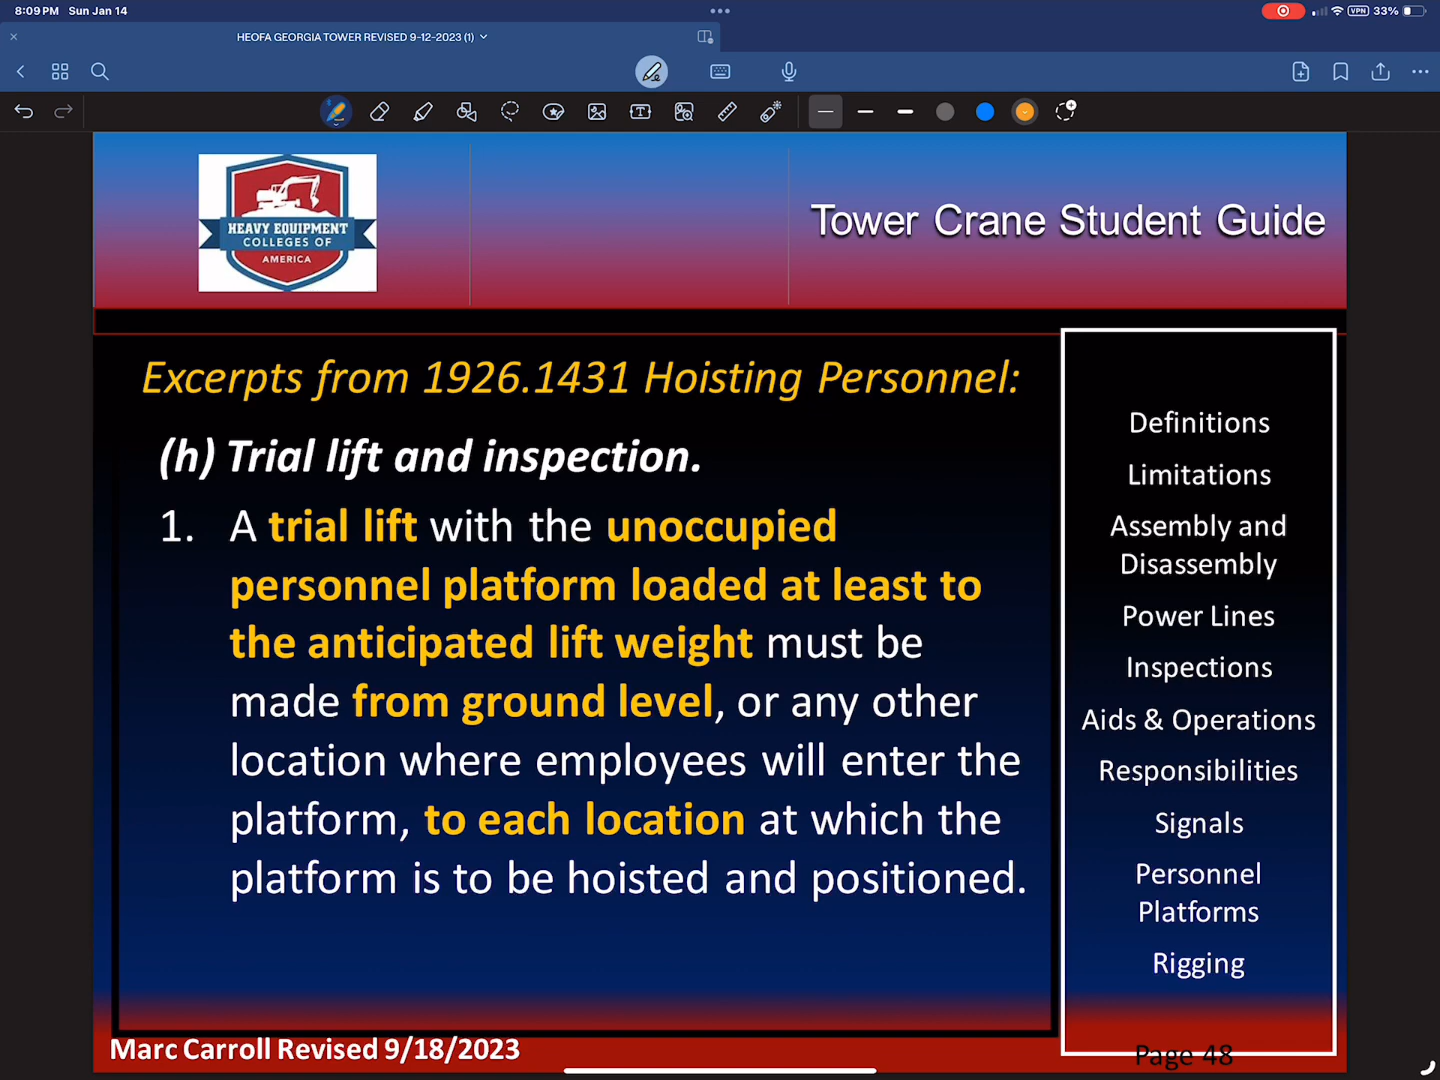 8:09 PM Sun Jan 14
VPN 33%
HEOFA GEORGIA TOWER REVISED 9-12-2023 (1)
HEAVY EQUIPMENT
COLLEGES OF
AMERICA
Tower Crane Student Guide
Excerpts from 1926.1431 Hoisting Personnel:
(h) Trial lift and inspection.
1. A trial lift with the unoccupied
personnel platform loaded at least to
the anticipated lift weight must be
made from ground level, or any other
location where employees will enter the
platform, to each location at which the
platform is to be hoisted and positioned.
Definitions
Limitations
Assembly and
Disassembly
Power Lines
Inspections
Aids & Operations
Responsibilities
Signals
Personnel
Platforms
Rigging
Marc Carroll Revised 9/18/2023
Page 48